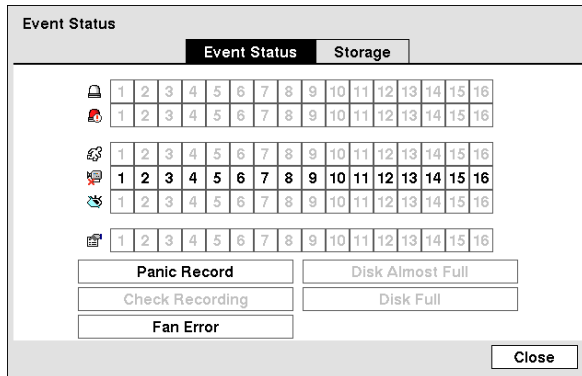 Event Status
Event Status Storage
1 2 3 4 5 6 7 8 9 10 11 12 13 14 15 16
1 2 3 4 5 6 7 8 9 10 11 12 13 14 15 16
1 2 3 4 5 6 7 8 9 10 11 12 13 14 15 16
1 2 3 4 5 6 7 8 9 10 11 12 13 14 15 16
1 2 3 4 5 6 7 8 9 10 11 12 13 14 15 16
1 2 3 4 5 6 7 8 9 10 11 12 13 14 15 16
Panic Record Disk Almost Full
Check Recording Disk Full
Fan Error
Close